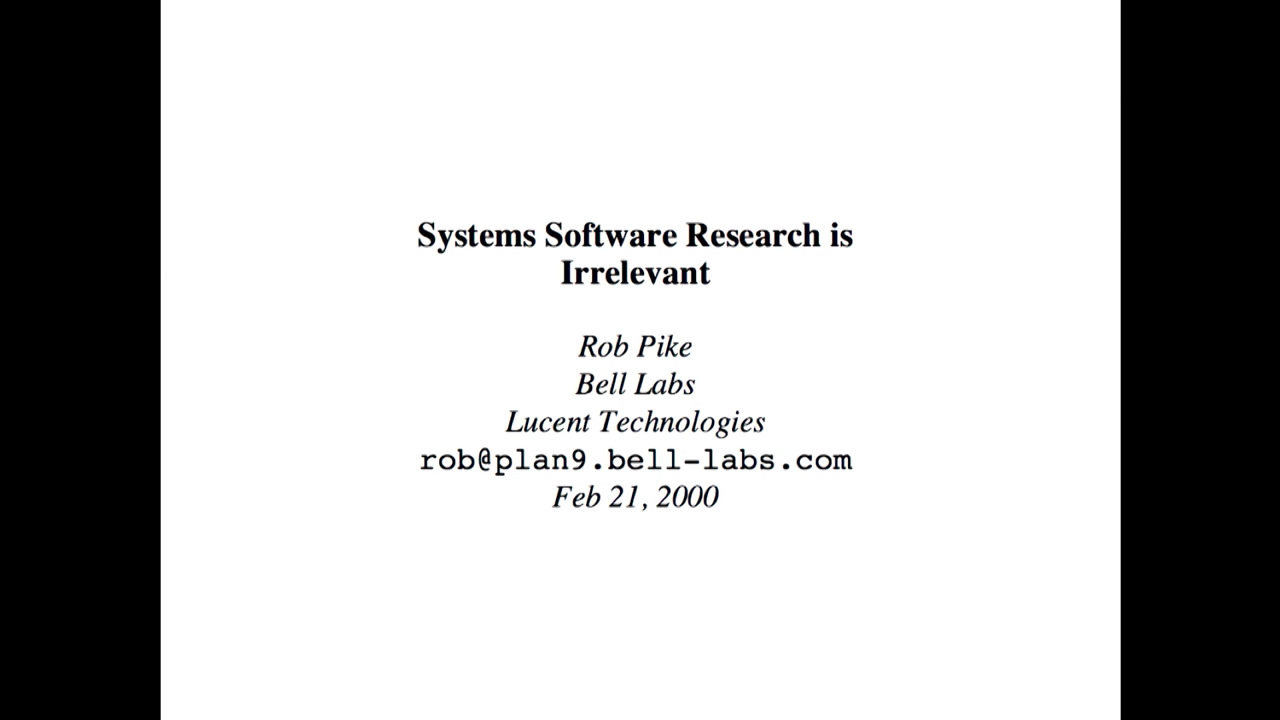 Systems Software Research is
Irrelevant
Rob Pike
Bell Labs
Lucent Technologies
rob@plan9.bell-labs.com
Feb 21, 2000